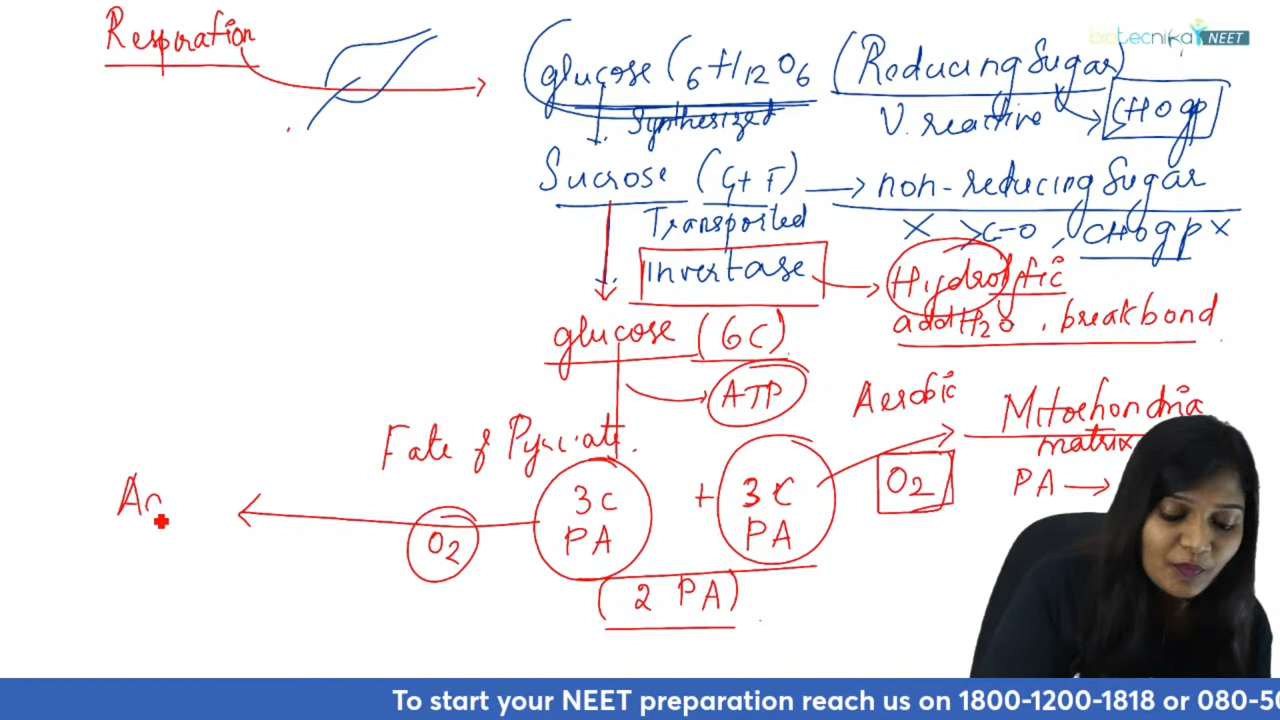 Respiration
biotecnika NEET
glucose C6H12O6 (Reducing Sugar)
Synthesized V. reactive CHO gp
Sucrose (G+F) → non-reducing Sugar
Transported × >C=O, CHO gp ×
invertase → Hydrolytic
add H2O, break bond
glucose (6C)
ATP
Aerobic
Mitochondria
matrix
Fate of Pyruvate.
O2
PA →
3C + 3C
PA PA
O2
(2 PA)
To start your NEET preparation reach us on 1800-1200-1818 or 080-50